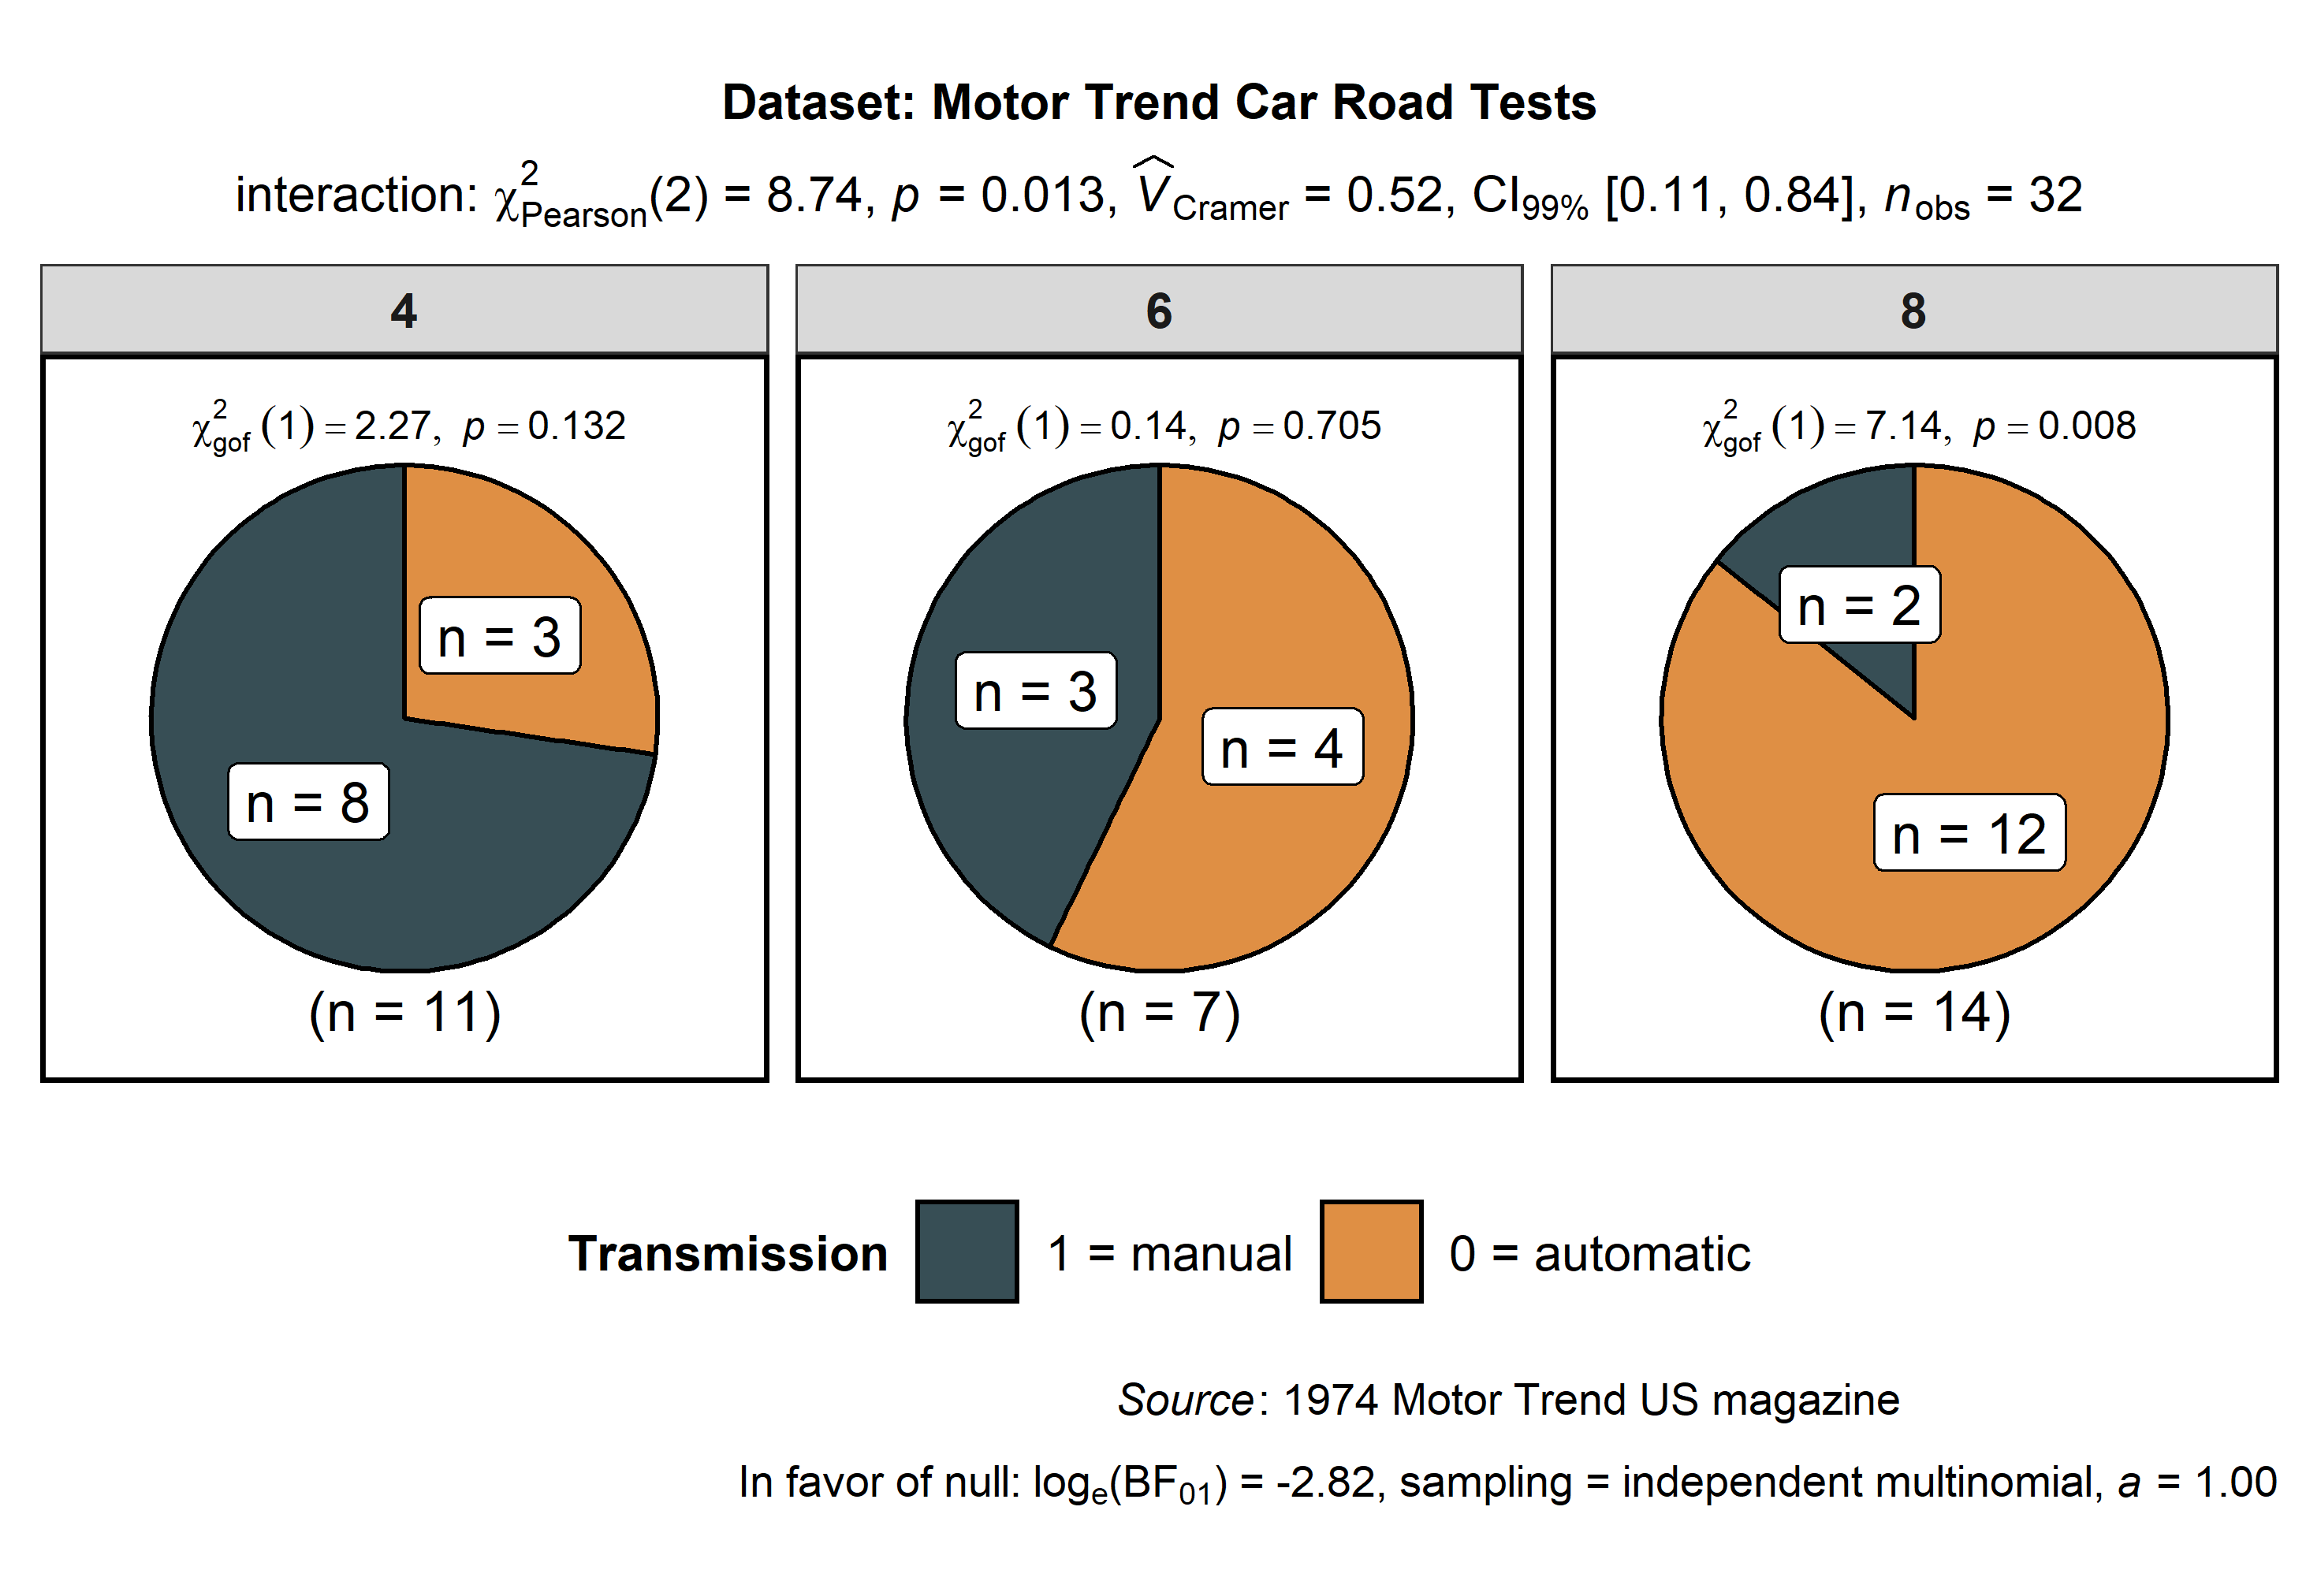 Dataset: Motor Trend Car Road Tests
interaction: χ²Pearson(2) = 8.74, p = 0.013, V̂Cramer = 0.52, CI99% [0.11, 0.84], nobs = 32
4
6
8
χ²gof (1) = 2.27, p = 0.132
χ²gof (1) = 0.14, p = 0.705
χ²gof (1) = 7.14, p = 0.008
n = 3
n = 8
n = 3
n = 4
n = 2
n = 12
(n = 11)
(n = 7)
(n = 14)
Transmission 1 = manual 0 = automatic
Source: 1974 Motor Trend US magazine
In favor of null: loge(BF01) = -2.82, sampling = independent multinomial, a = 1.00